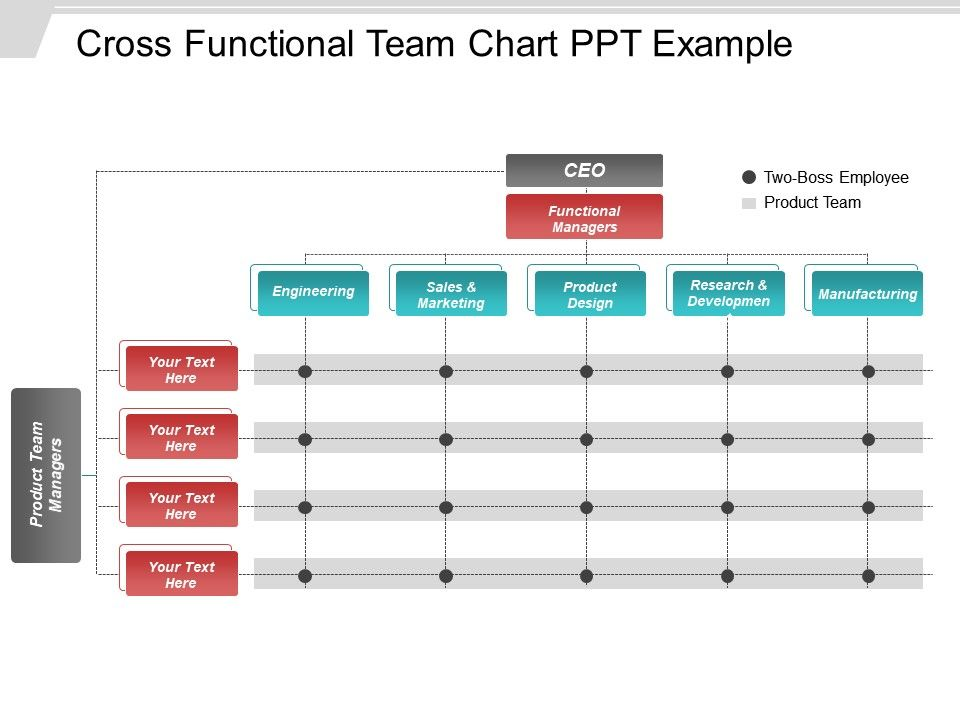 Cross Functional Team Chart PPT Example
CEO
Two-Boss Employee
Product Team
Functional
Managers
Engineering
Sales &
Marketing
Product
Design
Research &
Developmen
Manufacturing
Your Text
Here
Your Text
Here
Your Text
Here
Your Text
Here
Product Team
Managers